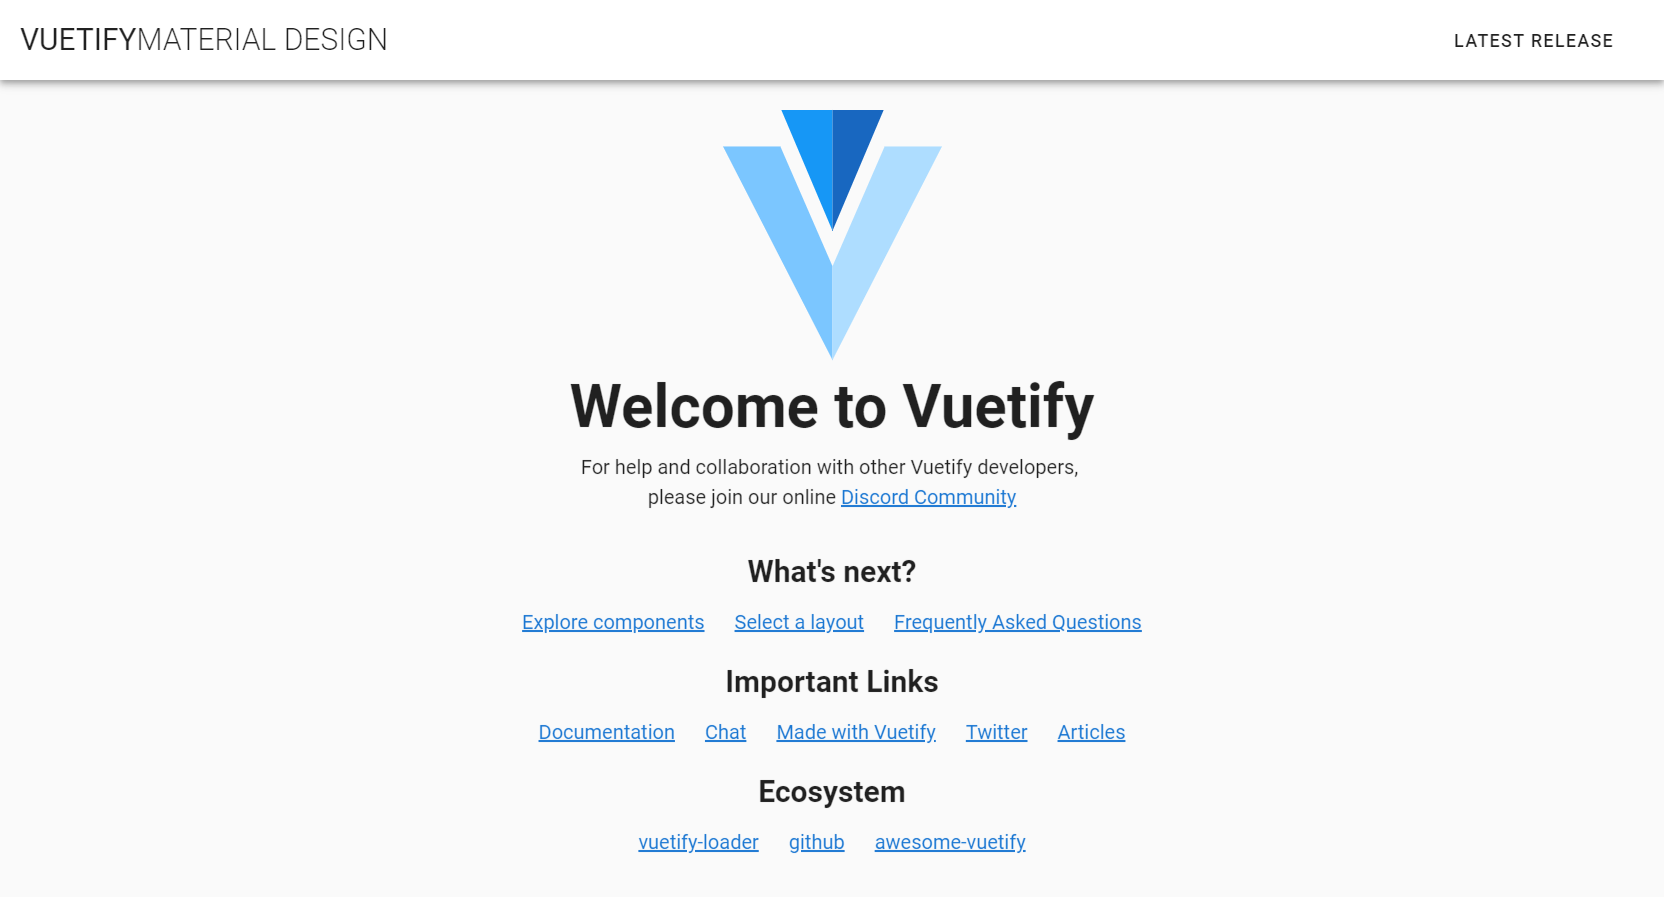 VUETIFYMATERIAL DESIGN
LATEST RELEASE
Welcome to Vuetify
For help and collaboration with other Vuetify developers,
please join our online Discord Community
What's next?
Explore components Select a layout Frequently Asked Questions
Important Links
Documentation Chat Made with Vuetify Twitter Articles
Ecosystem
vuetify-loader github awesome-vuetify